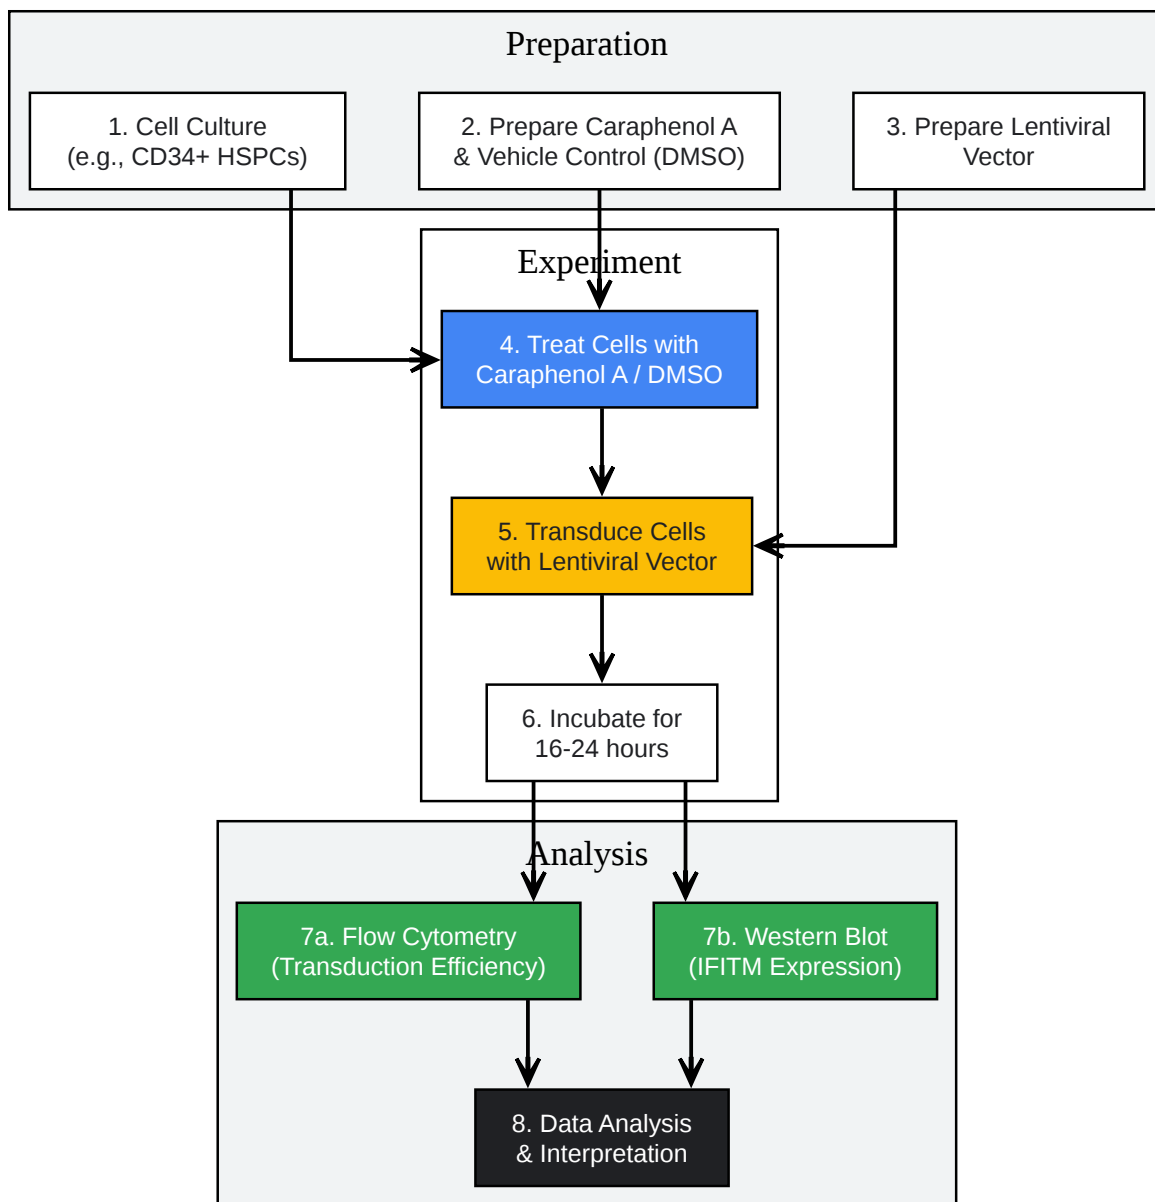 Preparation
1. Cell Culture
(e.g., CD34+ HSPCs)
2. Prepare Caraphenol A
& Vehicle Control (DMSO)
3. Prepare Lentiviral
Vector
Experiment
4. Treat Cells with
Caraphenol A / DMSO
5. Transduce Cells
with Lentiviral Vector
6. Incubate for
16-24 hours
Analysis
7a. Flow Cytometry
(Transduction Efficiency)
7b. Western Blot
(IFITM Expression)
8. Data Analysis
& Interpretation